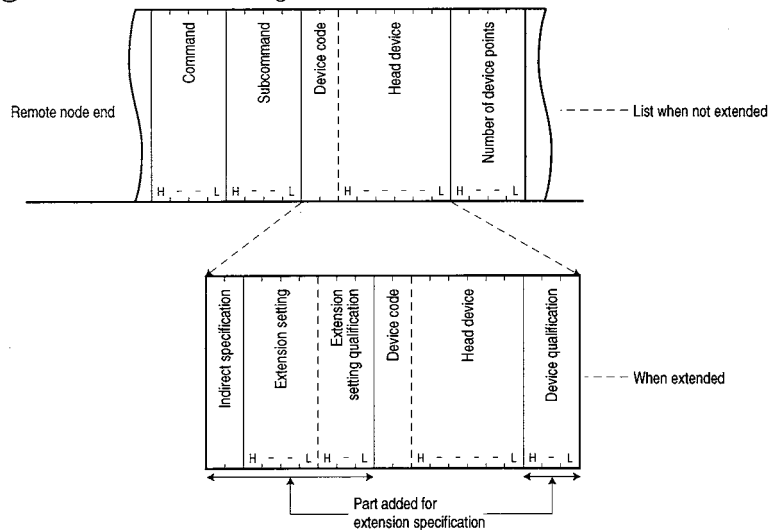 Remote node end
Command
Subcommand
Device code
Head device
Number of device points
List when not extended
H - - L
H - - L
H - - - - L
H - - L
Indirect specification
Extension setting
Extension
setting qualification
Device code
Head device
Device qualification
When extended
H - - L
H - L
H - - - - L
H - L
Part added for
extension specification